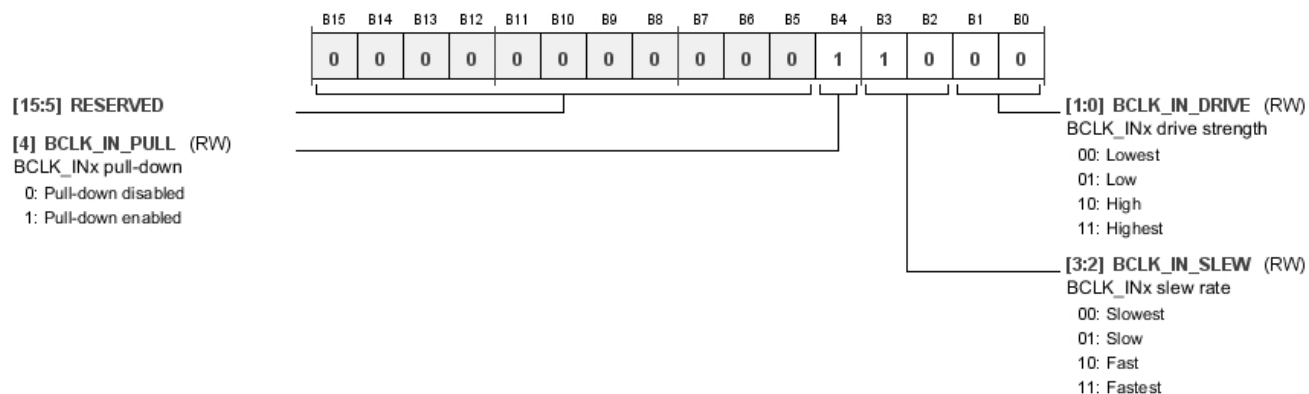 B15 B14 B13 B12 B11 B10 B9 B8 B7 B6 B5 B4 B3 B2 B1 B0
0 0 0 0 0 0 0 0 0 0 0 1 1 0 0 0
[15:5] RESERVED
[4] BCLK_IN_PULL (RW)
BCLK_INx pull-down
0: Pull-down disabled
1: Pull-down enabled
[1:0] BCLK_IN_DRIVE (RW)
BCLK_INx drive strength
00: Lowest
01: Low
10: High
11: Highest
[3:2] BCLK_IN_SLEW (RW)
BCLK_INx slew rate
00: Slowest
01: Slow
10: Fast
11: Fastest